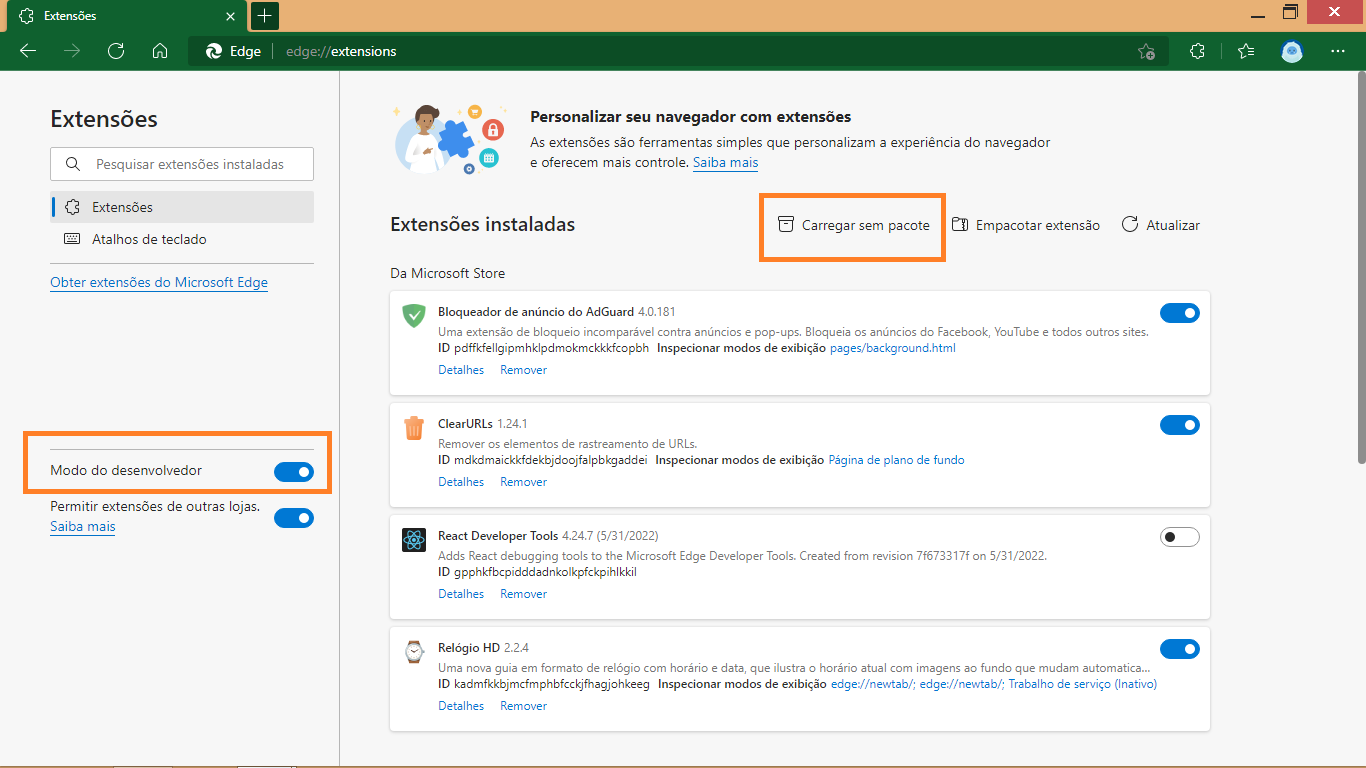 Extensões
Edge
edge://extensions
Extensões
Pesquisar extensões instaladas
Extensões
Atalhos de teclado
Obter extensões do Microsoft Edge
Modo do desenvolvedor
Permitir extensões de outras lojas.
Saiba mais
Personalizar seu navegador com extensões
As extensões são ferramentas simples que personalizam a experiência do navegador
e oferecem mais controle. Saiba mais
Extensões instaladas
Carregar sem pacote
Empacotar extensão
Atualizar
Da Microsoft Store
Bloqueador de anúncio do AdGuard 4.0.181
Uma extensão de bloqueio incomparável contra anúncios e pop-ups. Bloqueia os anúncios do Facebook, YouTube e todos outros sites.
ID pdffkfellgipmhklpdmokmckkkfcopbh Inspecionar modos de exibição pages/background.html
Detalhes Remover
ClearURLs 1.24.1
Remover os elementos de rastreamento de URLs.
ID mdkdmaickkfdekbjdoojfalpbkgaddei Inspecionar modos de exibição Página de plano de fundo
Detalhes Remover
React Developer Tools 4.24.7 (5/31/2022)
Adds React debugging tools to the Microsoft Edge Developer Tools. Created from revision 7f673317f on 5/31/2022.
ID gpphkfbcpidddadnkolkpfckpihlkkil
Detalhes Remover
Relógio HD 2.2.4
Uma nova guia em formato de relógio com horário e data, que ilustra o horário atual com imagens ao fundo que mudam automatica...
ID kadmfkkbjmcfmphbfcckjfhagjohkeeg Inspecionar modos de exibição edge://newtab/; edge://newtab/; Trabalho de serviço (Inativo)
Detalhes Remover